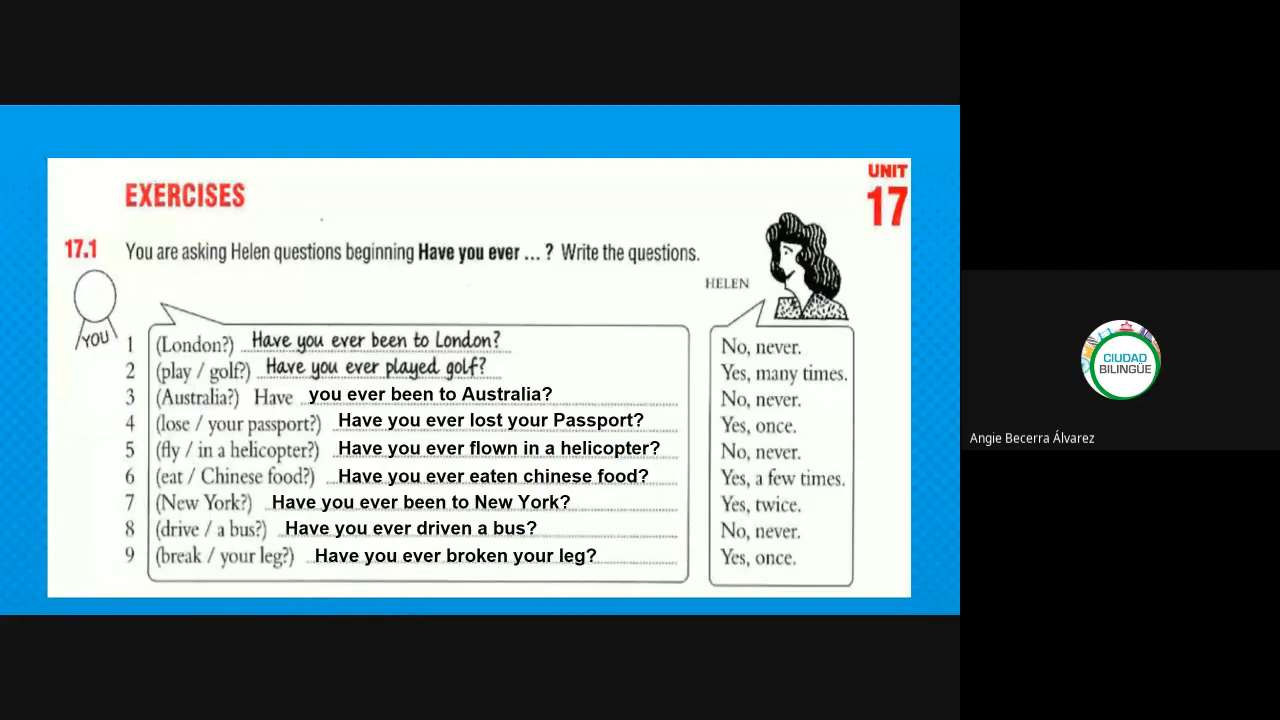 EXERCISES
UNIT
17
17.1 You are asking Helen questions beginning Have you ever ... ? Write the questions.
HELEN
YOU
1 (London?) Have you ever been to London? No, never.
2 (play / golf?) Have you ever played golf? Yes, many times.
3 (Australia?) Have you ever been to Australia? No, never.
4 (lose / your passport?) Have you ever lost your Passport? Yes, once.
5 (fly / in a helicopter?) Have you ever flown in a helicopter? No, never.
6 (eat / Chinese food?) Have you ever eaten chinese food? Yes, a few times.
7 (New York?) Have you ever been to New York? Yes, twice.
8 (drive / a bus?) Have you ever driven a bus? No, never.
9 (break / your leg?) Have you ever broken your leg? Yes, once.
CIUDAD
BILINGÜE
Angie Becerra Álvarez